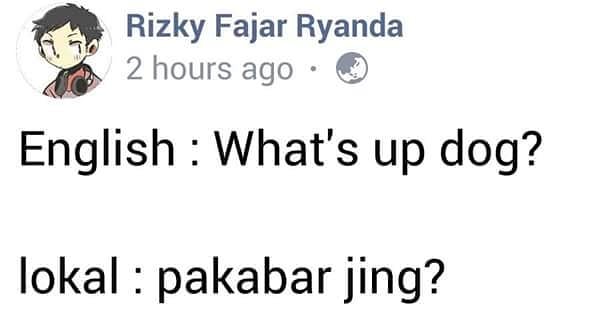 Rizky Fajar Ryanda
2 hours ago ·
English : What's up dog?
lokal : pakabar jing?